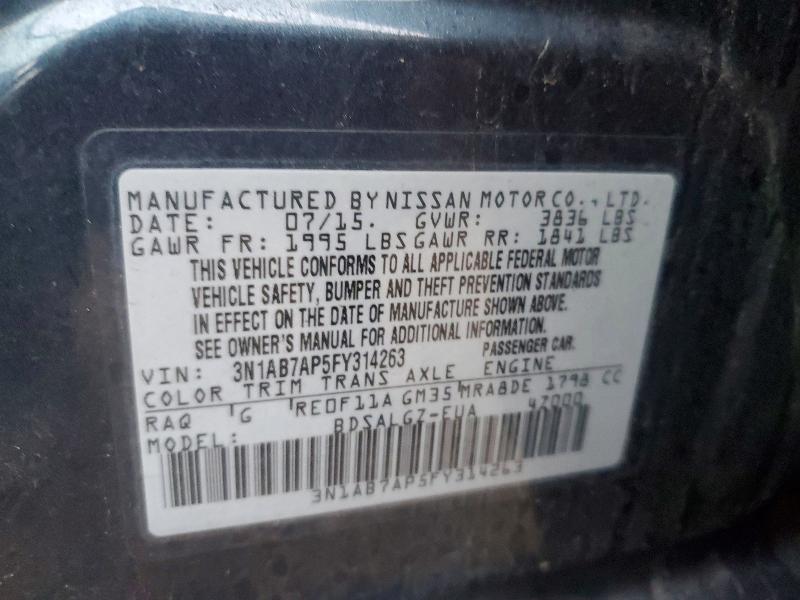 MANUFACTURED BY NISSAN MOTOR CO., LTD.
DATE: 07/15. GVWR: 3836 LBS
GAWR FR: 1995 LBS GAWR RR: 1841 LBS
THIS VEHICLE CONFORMS TO ALL APPLICABLE FEDERAL MOTOR
VEHICLE SAFETY, BUMPER AND THEFT PREVENTION STANDARDS
IN EFFECT ON THE DATE OF MANUFACTURE SHOWN ABOVE.
SEE OWNER'S MANUAL FOR ADDITIONAL INFORMATION.
VIN: 3N1AB7AP5FY314263 PASSENGER CAR.
COLOR TRIM TRANS AXLE ENGINE
RAQ G RE0F11A GM35 MRA8DE 1798 CC
MODEL: BDSALGZ-EUA 47000
3N1AB7AP5FY314263